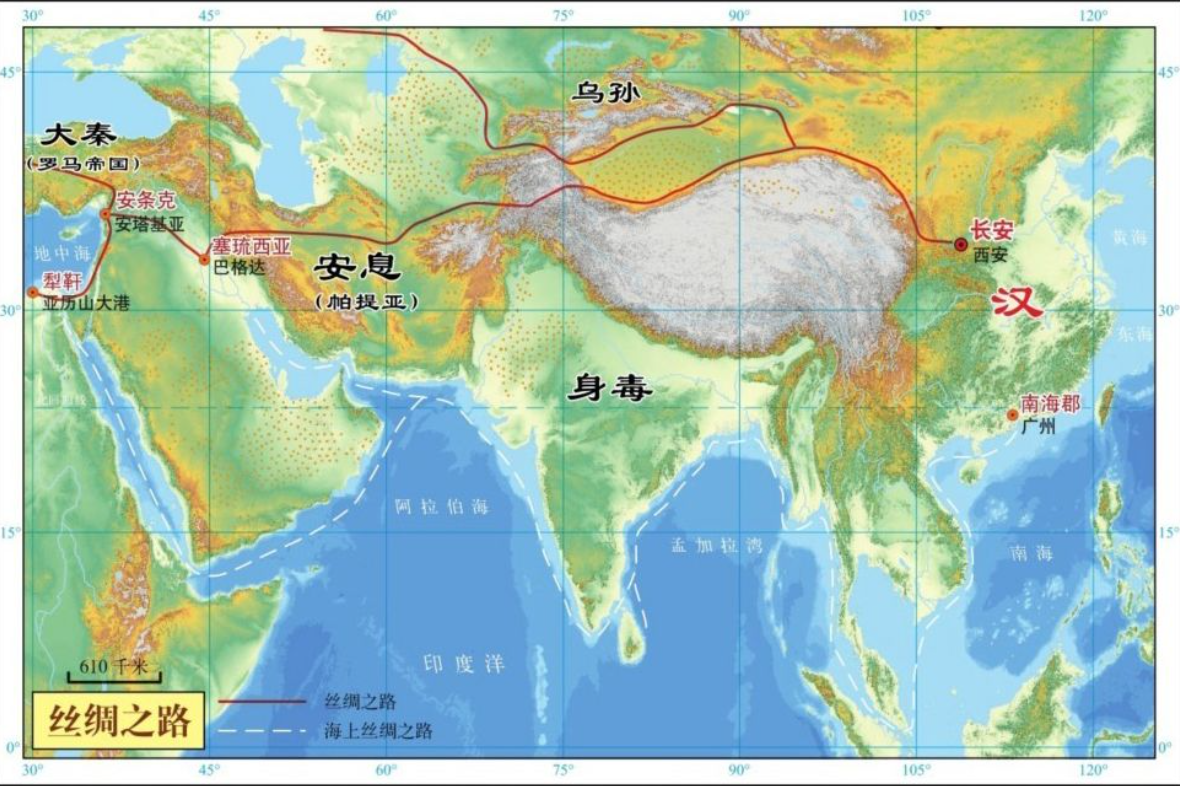 30° 45° 60° 75° 90° 105° 120°
45° 45°
乌孙
大秦
(罗马帝国)
安条克
安塔基亚
地中海
塞琉西亚
巴格达
安息
(帕提亚)
犁靬
亚历山大港
长安
西安
黄海
汉
30° 30°
东海
身毒
北回归线
南海郡
广州
阿拉伯海
孟加拉湾
南海
15° 15°
印度洋
610 千米
丝绸之路
丝绸之路
海上丝绸之路
0° 0°
30° 45° 60° 75° 90° 105° 120°